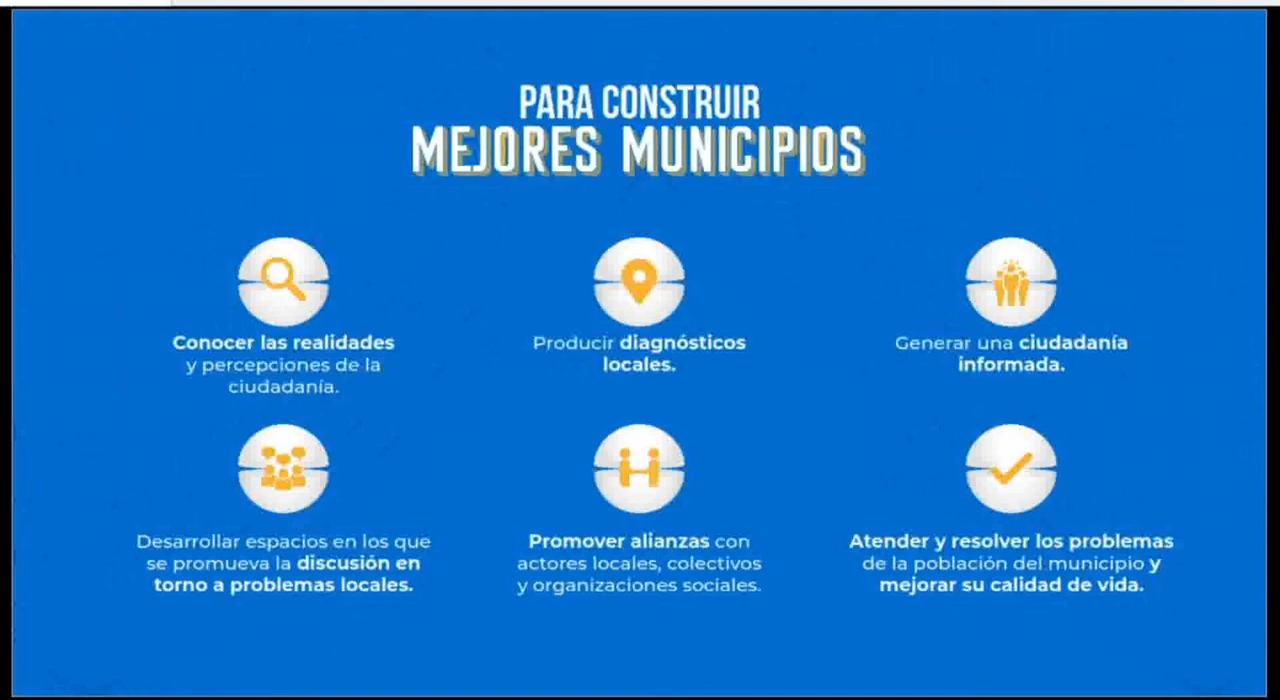 PARA CONSTRUIR
MEJORES MUNICIPIOS
Conocer las realidades
y percepciones de la
ciudadanía.
Producir diagnósticos
locales.
Generar una ciudadanía
informada.
Desarrollar espacios en los que
se promueva la discusión en
torno a problemas locales.
Promover alianzas con
actores locales, colectivos
y organizaciones sociales.
Atender y resolver los problemas
de la población del municipio y
mejorar su calidad de vida.